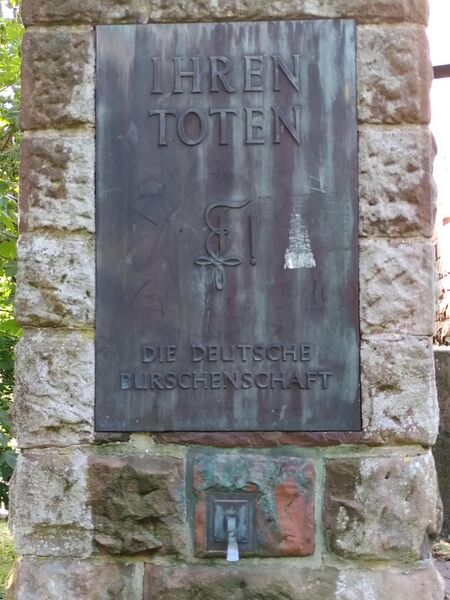 IHREN
TOTEN
E!
DIE DEUTSCHE
BURSCHENSCHAFT